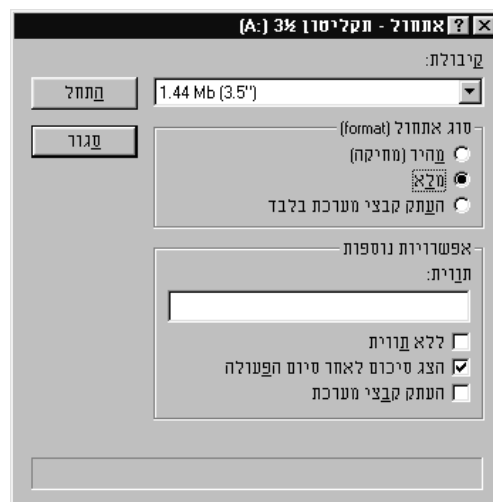 אתחול - תקליטון 3½ (A:)
קיבולת:
1.44 Mb (3.5")
התחל
סגור
סוג אתחול (format)
מהיר (מחיקה)
מלא
העתק קבצי מערכת בלבד
אפשרויות נוספות
תווית:
ללא תווית
הצג סיכום לאחר סיום הפעולה
העתק קבצי מערכת